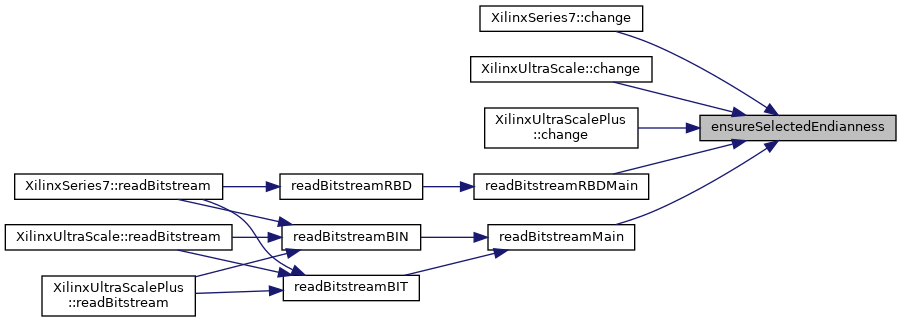 XilinxSeries7::change
XilinxUltraScale::change
XilinxUltraScalePlus
::change
ensureSelectedEndianness
XilinxSeries7::readBitstream
readBitstreamRBD
readBitstreamRBDMain
XilinxUltraScale::readBitstream
readBitstreamBIN
readBitstreamMain
XilinxUltraScalePlus
::readBitstream
readBitstreamBIT